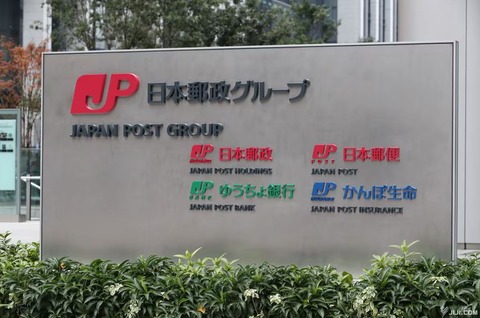 JP 日本郵政グループ
JAPAN POST GROUP
JP 日本郵政
JAPAN POST HOLDINGS
JP 日本郵便
POST
JAPAN POST
JP ゆうちょ銀行
BANK
JAPAN POST BANK
JP かんぽ生命
JAPAN POST INSURANCE
JIJI.COM